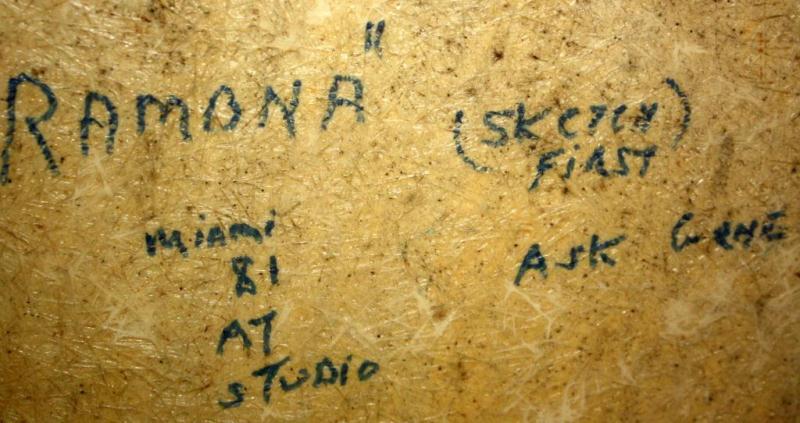 RAMONA"
(SKETCH
FIRST)
ASK GENE
Miami
81
AT
STUDIO